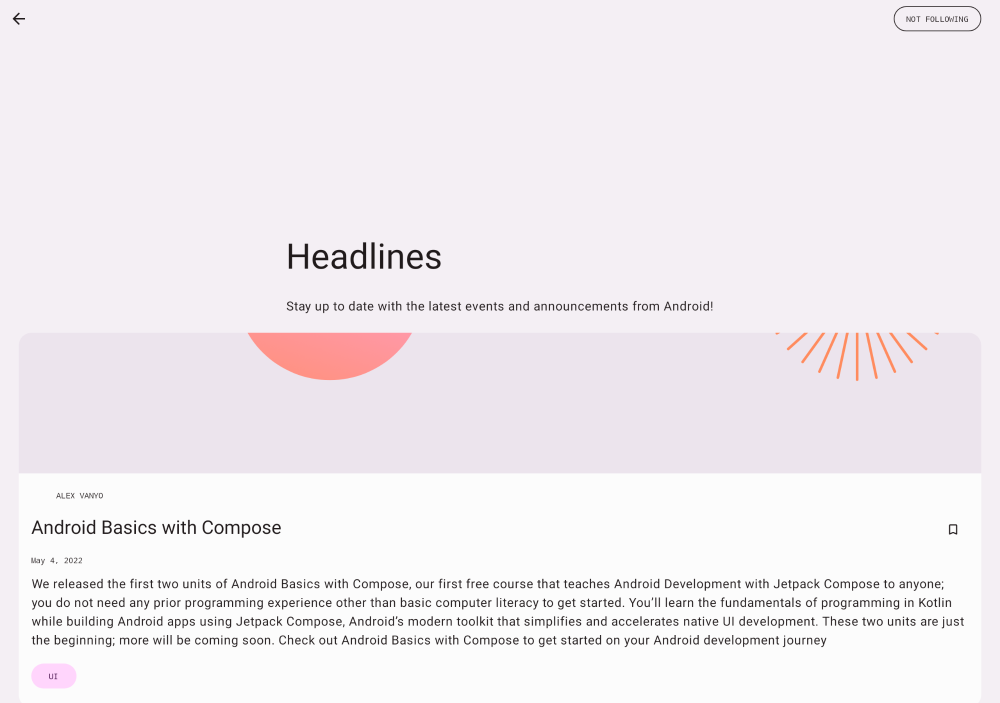 NOT FOLLOWING
Headlines
Stay up to date with the latest events and announcements from Android!
ALEX VANYO
Android Basics with Compose
May 4, 2022
We released the first two units of Android Basics with Compose, our first free course that teaches Android Development with Jetpack Compose to anyone;
you do not need any prior programming experience other than basic computer literacy to get started. You’ll learn the fundamentals of programming in Kotlin
while building Android apps using Jetpack Compose, Android’s modern toolkit that simplifies and accelerates native UI development. These two units are just
the beginning; more will be coming soon. Check out Android Basics with Compose to get started on your Android development journey
UI